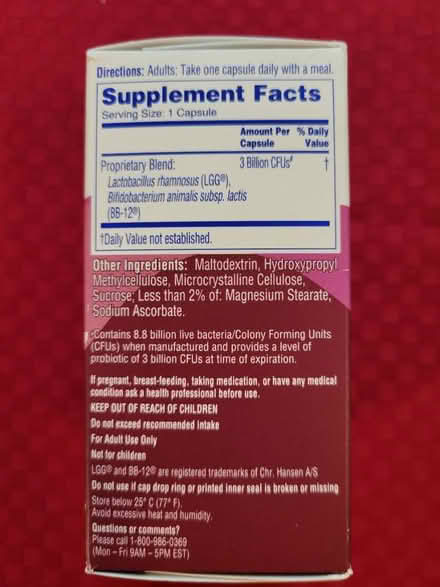 Directions: Adults: Take one capsule daily with a meal.
Supplement Facts
Serving Size: 1 Capsule
Amount Per Capsule % Daily Value
Proprietary Blend: 3 Billion CFUs# †
Lactobacillus rhamnosus (LGG®),
Bifidobacterium animalis subsp. lactis
(BB-12®)
†Daily Value not established.
Other Ingredients: Maltodextrin, Hydroxypropyl
Methylcellulose, Microcrystalline Cellulose,
Sucrose; Less than 2% of: Magnesium Stearate,
Sodium Ascorbate.
Contains 8.8 billion live bacteria/Colony Forming Units
(CFUs) when manufactured and provides a level of
probiotic of 3 billion CFUs at time of expiration.
If pregnant, breast-feeding, taking medication, or have any medical
condition ask a health professional before use.
KEEP OUT OF REACH OF CHILDREN
Do not exceed recommended intake
For Adult Use Only
Not for children
LGG® and BB-12® are registered trademarks of Chr. Hansen A/S
Do not use if cap drop ring or printed inner seal is broken or missing
Store below 25° C (77° F).
Avoid excessive heat and humidity.
Questions or comments?
Please call 1-800-986-0369
(Mon – Fri 9AM – 5PM EST)